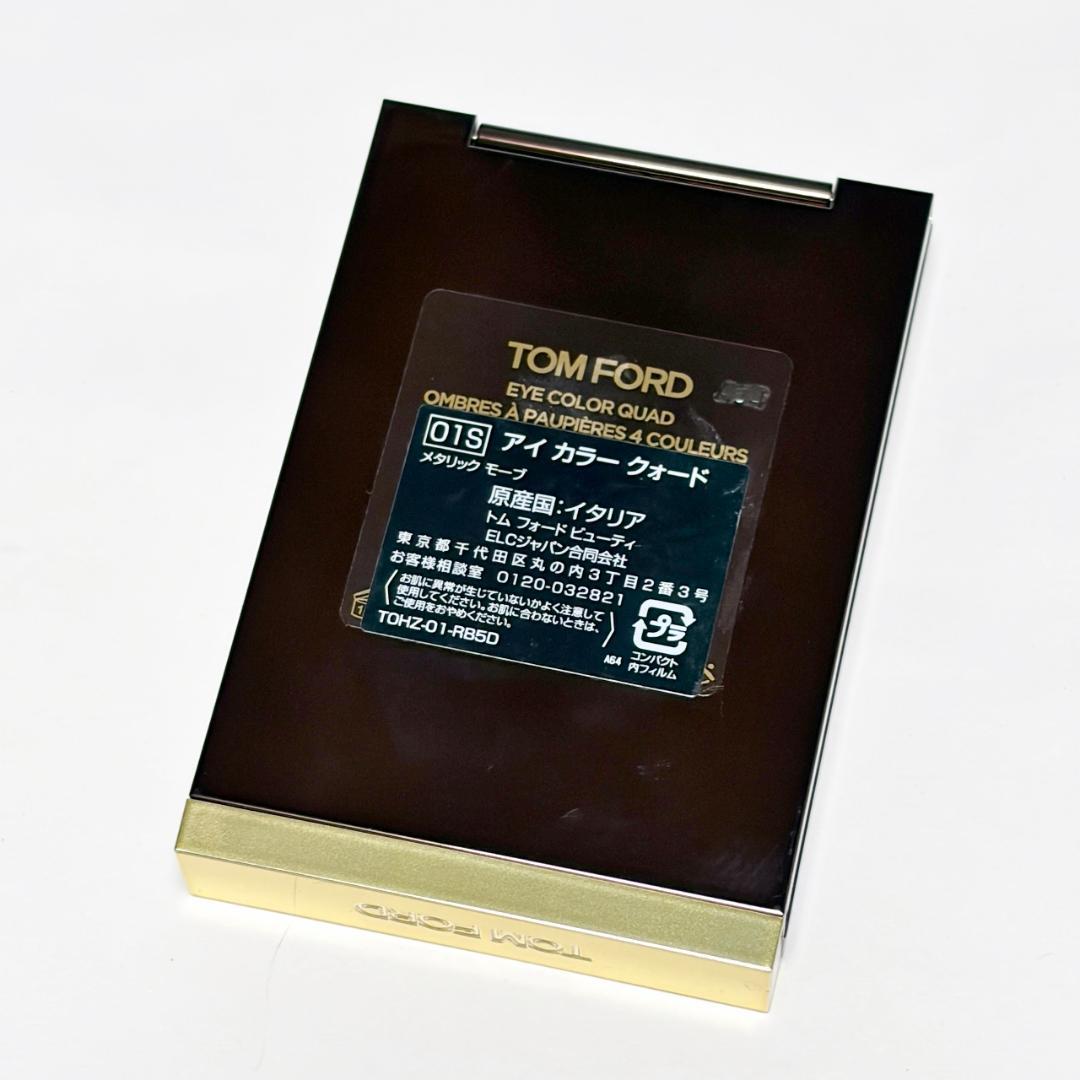 TOM FORD
EYE COLOR QUAD
OMBRES À PAUPIÈRES 4 COULEURS
01S アイ カラー クォード
メタリック モーブ
原産国:イタリア
トム フォード ビューティ
ELCジャパン合同会社
東京都千代田区丸の内3丁目2番3号
お客様相談室 0120-032821
お肌に異常が生じていないかよく注意して
使用してください。お肌に合わないときは、
ご使用をおやめください。
TOHZ-01-RB5D
プラ
A64
コンパクト
内フィルム
TOM FORD